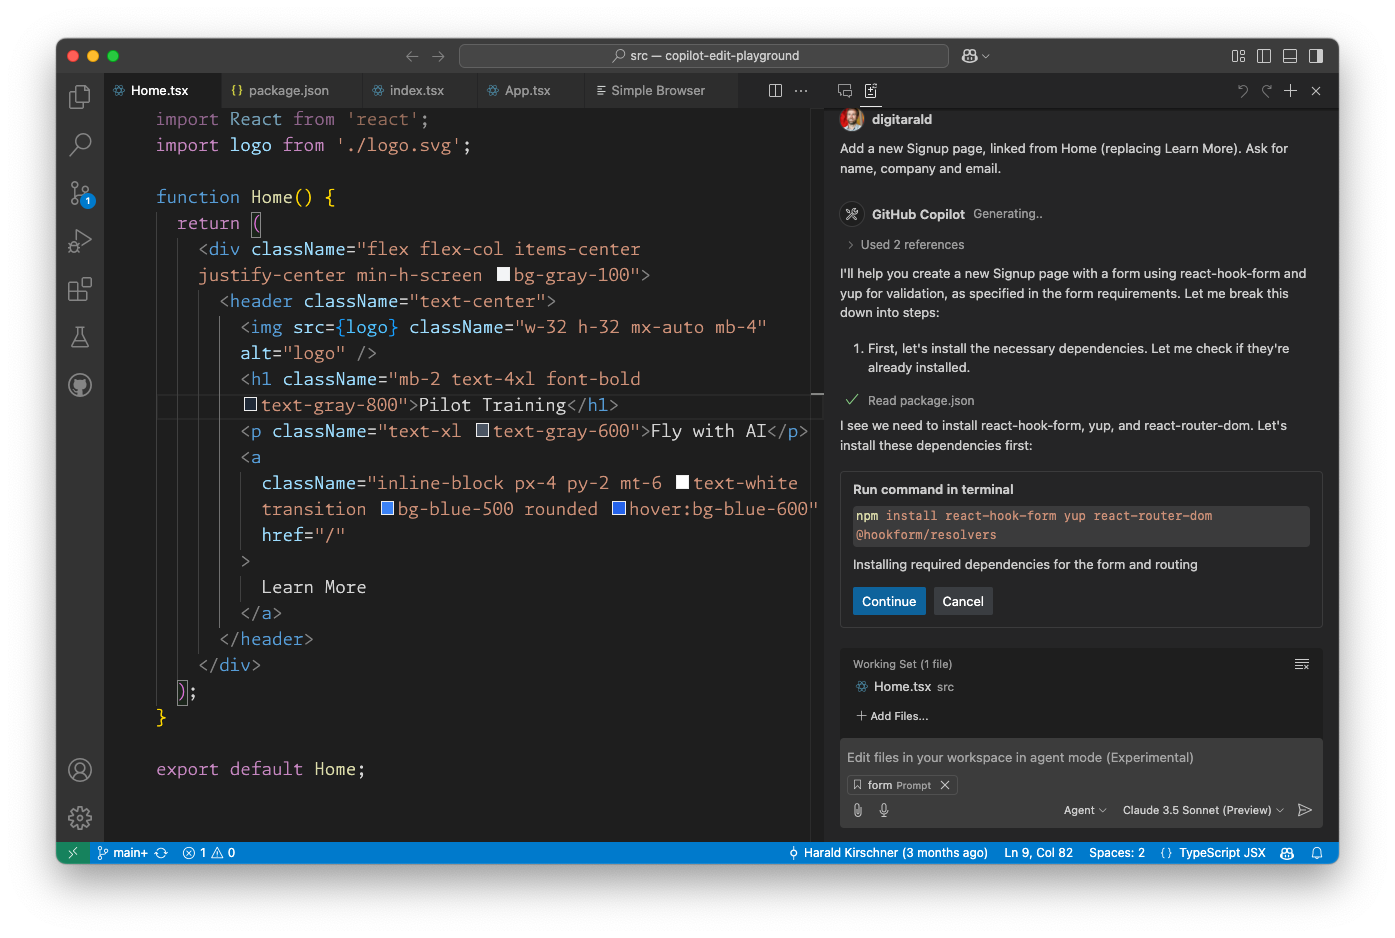 src — copilot-edit-playground
Home.tsx
{} package.json
index.tsx
App.tsx
Simple Browser
import React from 'react';
import logo from './logo.svg';
function Home() {
return (
<div className="flex flex-col items-center
justify-center min-h-screen bg-gray-100">
<header className="text-center">
<img src={logo} className="w-32 h-32 mx-auto mb-4"
alt="logo" />
<h1 className="mb-2 text-4xl font-bold
text-gray-800">Pilot Training</h1>
<p className="text-xl text-gray-600">Fly with AI</p>
<a
className="inline-block px-4 py-2 mt-6 text-white
transition bg-blue-500 rounded hover:bg-blue-600"
href="/"
>
Learn More
</a>
</header>
</div>
);
}
export default Home;
digitarald
Add a new Signup page, linked from Home (replacing Learn More). Ask for
name, company and email.
GitHub Copilot Generating..
Used 2 references
I'll help you create a new Signup page with a form using react-hook-form and
yup for validation, as specified in the form requirements. Let me break this
down into steps:
1. First, let's install the necessary dependencies. Let me check if they're
already installed.
Read package.json
I see we need to install react-hook-form, yup, and react-router-dom. Let's
install these dependencies first:
Run command in terminal
npm install react-hook-form yup react-router-dom
@hookform/resolvers
Installing required dependencies for the form and routing
Continue
Cancel
Working Set (1 file)
Home.tsx src
+ Add Files...
Edit files in your workspace in agent mode (Experimental)
form Prompt
Agent
Claude 3.5 Sonnet (Preview)
1
main+
1
0
Harald Kirschner (3 months ago)
Ln 9, Col 82
Spaces: 2
{} TypeScript JSX